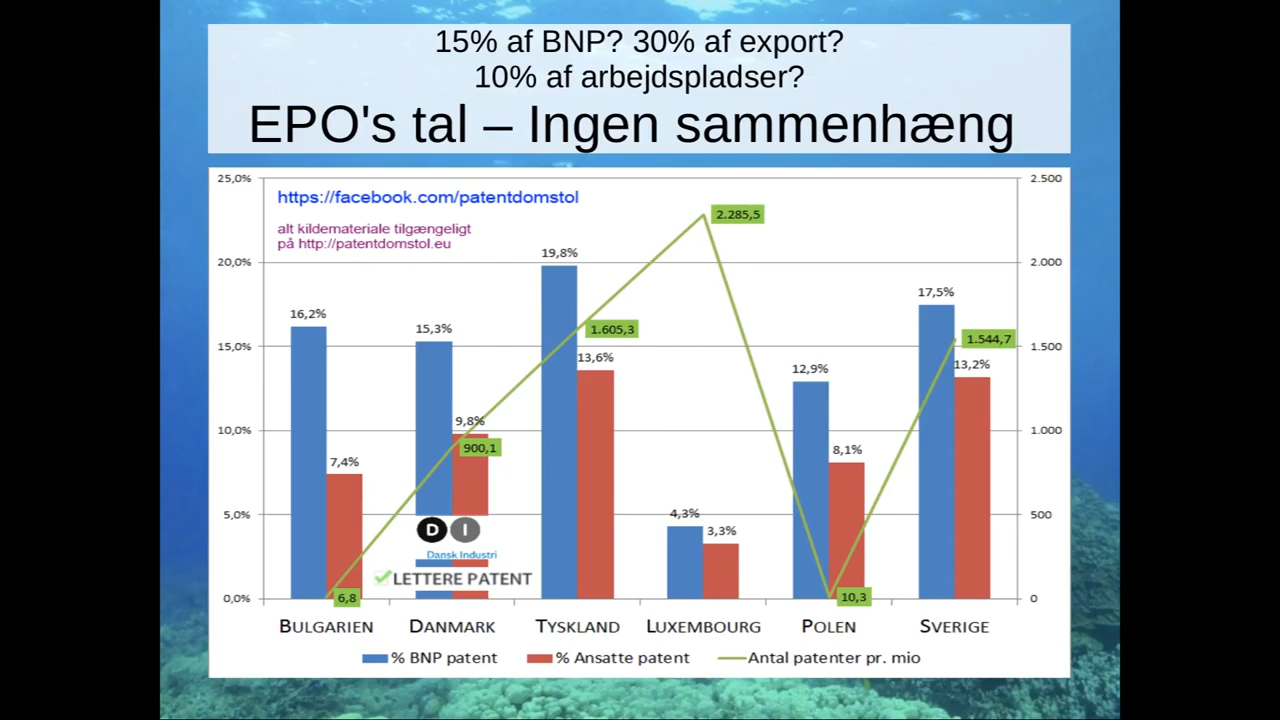 15% af BNP? 30% af export?
10% af arbejdspladser?
EPO's tal – Ingen sammenhæng
25,0%
2.500
https://facebook.com/patentdomstol
2.285,5
alt kildemateriale tilgængeligt
på http://patentdomstol.eu
19,8%
20,0%
2.000
17,5%
16,2%
15,3%
1.605,3
1.544,7
15,0%
1.500
13,6%
13,2%
12,9%
9,8%
10,0%
1.000
900,1
8,1%
7,4%
5,0%
4,3%
500
3,3%
D I
Dansk Industri
LETTERE PATENT
0,0%
6,8
10,3
0
BULGARIEN DANMARK TYSKLAND LUXEMBOURG POLEN SVERIGE
% BNP patent % Ansatte patent Antal patenter pr. mio